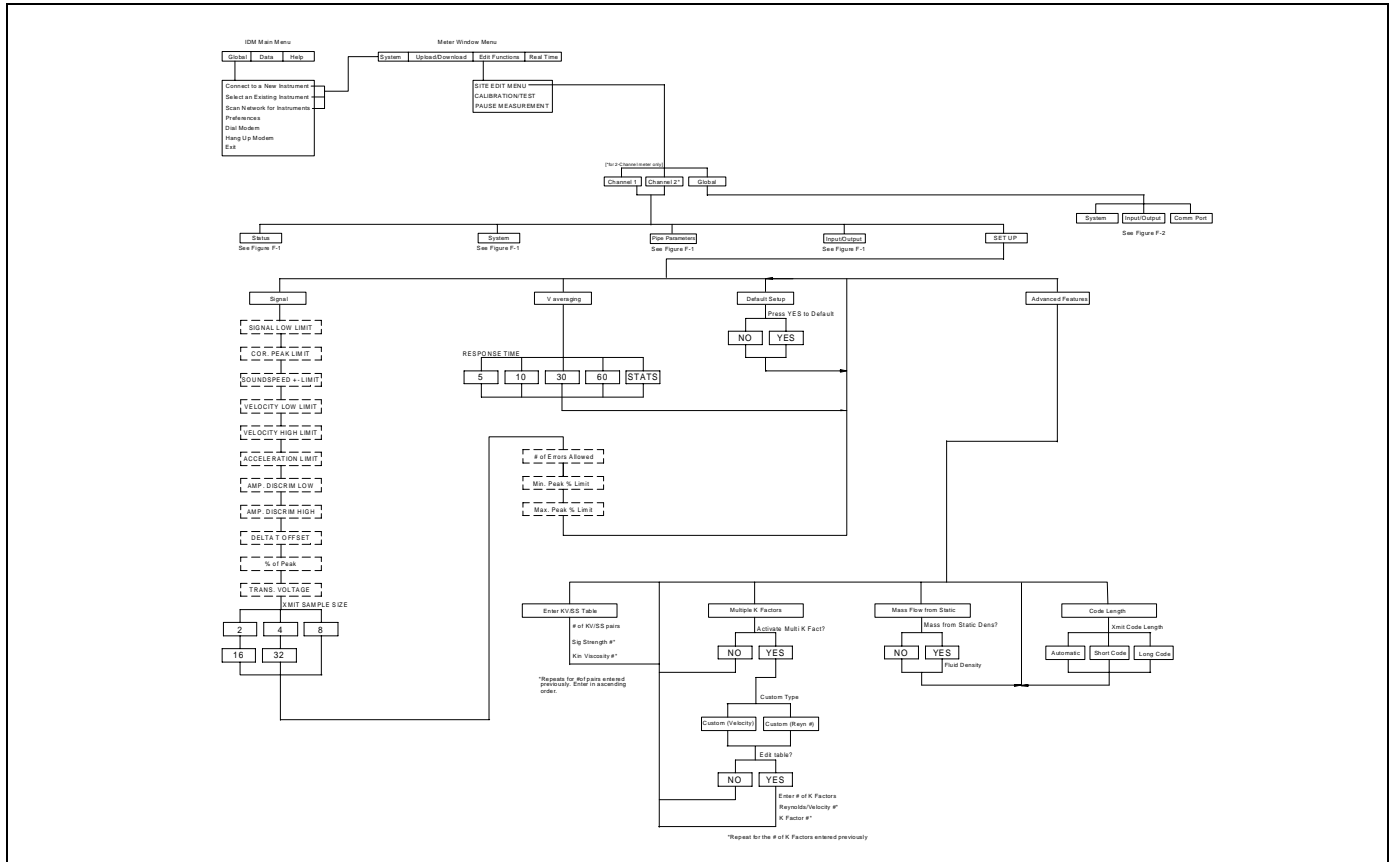 IDM Main Menu
Global Data Help
Connect to a New Instrument
Select an Existing Instrument
Scan Network for Instruments
Preferences
Dial Modem
Hang Up Modem
Exit
Meter Window Menu
System Upload/Download Edit Functions Real Time
SITE EDIT MENU
CALIBRATION/TEST
PAUSE MEASUREMENT
[*for 2-Channel meter only]
Channel 1 Channel 2* Global
System Input/Output Comm Port
See Figure F-2
Status System Pipe Parameters Input/Output SET UP
See Figure F-1 See Figure F-1 See Figure F-1 See Figure F-1
Signal V averaging Default Setup Advanced Features
SIGNAL LOW LIMIT
COR. PEAK LIMIT
SOUNDSPEED +- LIMIT
VELOCITY LOW LIMIT
VELOCITY HIGH LIMIT
ACCELERATION LIMIT
AMP. DISCRIM LOW
AMP. DISCRIM HIGH
DELTA T OFFSET
% of Peak
TRANS. VOLTAGE
XMIT SAMPLE SIZE
2 4 8
16 32
RESPONSE TIME
5 10 30 60 STATS
Press YES to Default
NO YES
# of Errors Allowed
Min. Peak % Limit
Max. Peak % Limit
Enter KV/SS Table
# of KV/SS pairs
Sig Strength #*
Kin Viscosity #*
*Repeats for #of pairs entered
previously. Enter in ascending
order.
Multiple K Factors
Activate Multi K Fact?
NO YES
Custom Type
Custom (Velocity) Custom (Reyn #)
Edit table?
NO YES
Enter # of K Factors
Reynolds/Velocity #*
K Factor #*
*Repeat for the # of K Factors entered previously
Mass Flow from Static
Mass from Static Dens?
NO YES
Fluid Density
Code Length
Xmit Code Length
Automatic Short Code Long Code